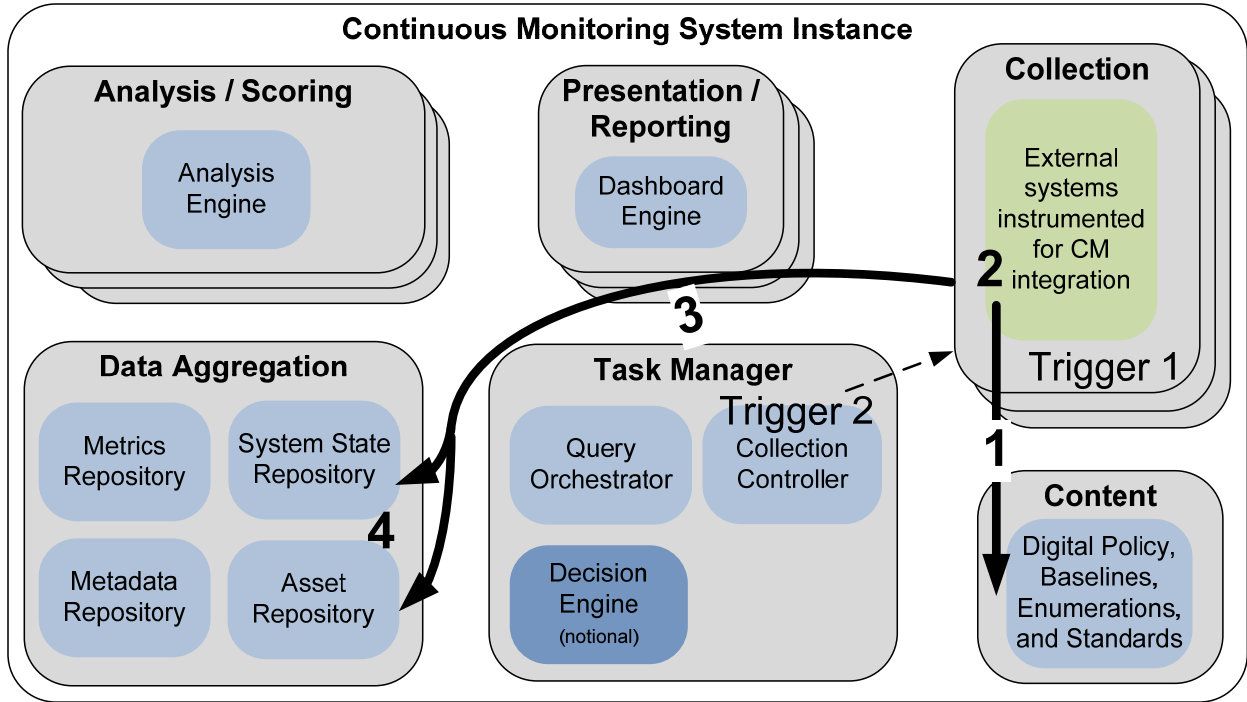 Continuous Monitoring System Instance
Analysis / Scoring
Analysis
Engine
Presentation /
Reporting
Dashboard
Engine
Collection
External
systems
instrumented
for CM
integration
2
Trigger 1
3
1
Data Aggregation
Metrics
Repository
System State
Repository
4
Metadata
Repository
Asset
Repository
Task Manager
Trigger 2
Query
Orchestrator
Collection
Controller
Decision
Engine
(notional)
Content
Digital Policy,
Baselines,
Enumerations,
and Standards